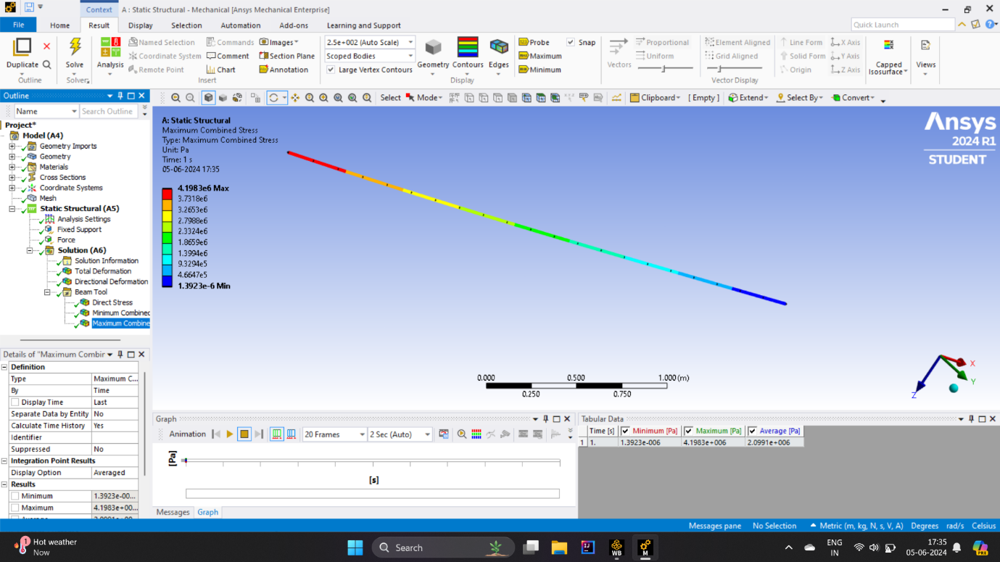 Context
A : Static Structural - Mechanical [Ansys Mechanical Enterprise]
File
Home
Result
Display
Selection
Automation
Add-ons
Learning and Support
Quick Launch
Duplicate
Outline
Solve
Solver
Analysis
Named Selection
Coordinate System
Remote Point
Commands
Comment
Chart
Images
Section Plane
Annotation
Insert
2.5e+002 (Auto Scale)
Scoped Bodies
Large Vertex Contours
Geometry
Contours
Edges
Display
Probe
Maximum
Minimum
Snap
Vectors
Proportional
Uniform
Element Aligned
Grid Aligned
Line Form
Solid Form
Origin
X Axis
Y Axis
Z Axis
Vector Display
Capped
Isosurface
Views
Outline
Name
Search Outline
Select
Mode
Clipboard
[ Empty ]
Extend
Select By
Convert
Project*
Model (A4)
Geometry Imports
Geometry
Materials
Cross Sections
Coordinate Systems
Mesh
Static Structural (A5)
Analysis Settings
Fixed Support
Force
Solution (A6)
Solution Information
Total Deformation
Directional Deformation
Beam Tool
Direct Stress
Minimum Combined
Maximum Combine
A: Static Structural
Maximum Combined Stress
Type: Maximum Combined Stress
Unit: Pa
Time: 1 s
05-06-2024 17:35
4.1983e6 Max
3.7318e6
3.2653e6
2.7988e6
2.3324e6
1.8659e6
1.3994e6
9.3294e5
4.6647e5
1.3923e-6 Min
Ansys
2024 R1
STUDENT
0.000
0.500
1.000 (m)
0.250
0.750
X
Y
Z
Details of "Maximum Combir
Definition
Type Maximum C...
By Time
Display Time Last
Separate Data by Entity No
Calculate Time History Yes
Identifier
Suppressed No
Integration Point Results
Display Option Averaged
Results
Minimum 1.3923e-00...
Maximum 4.1983e+00...
Graph
Animation
20 Frames
2 Sec (Auto)
[Pa]
[s]
Messages
Graph
Tabular Data
Time [s] Minimum [Pa] Maximum [Pa] Average [Pa]
1 1. 1.3923e-006 4.1983e+006 2.0991e+006
Messages pane
No Selection
Metric (m, kg, N, s, V, A)
Degrees
rad/s
Celsius
1
Hot weather
Now
Search
WB
M
ENG
IN
17:35
05-06-2024
PRE